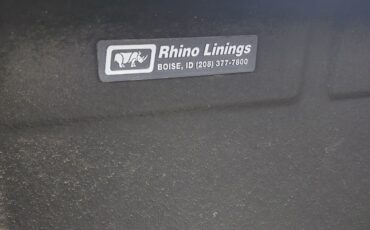 Rhino Linings
BOISE, ID (208) 377-7800